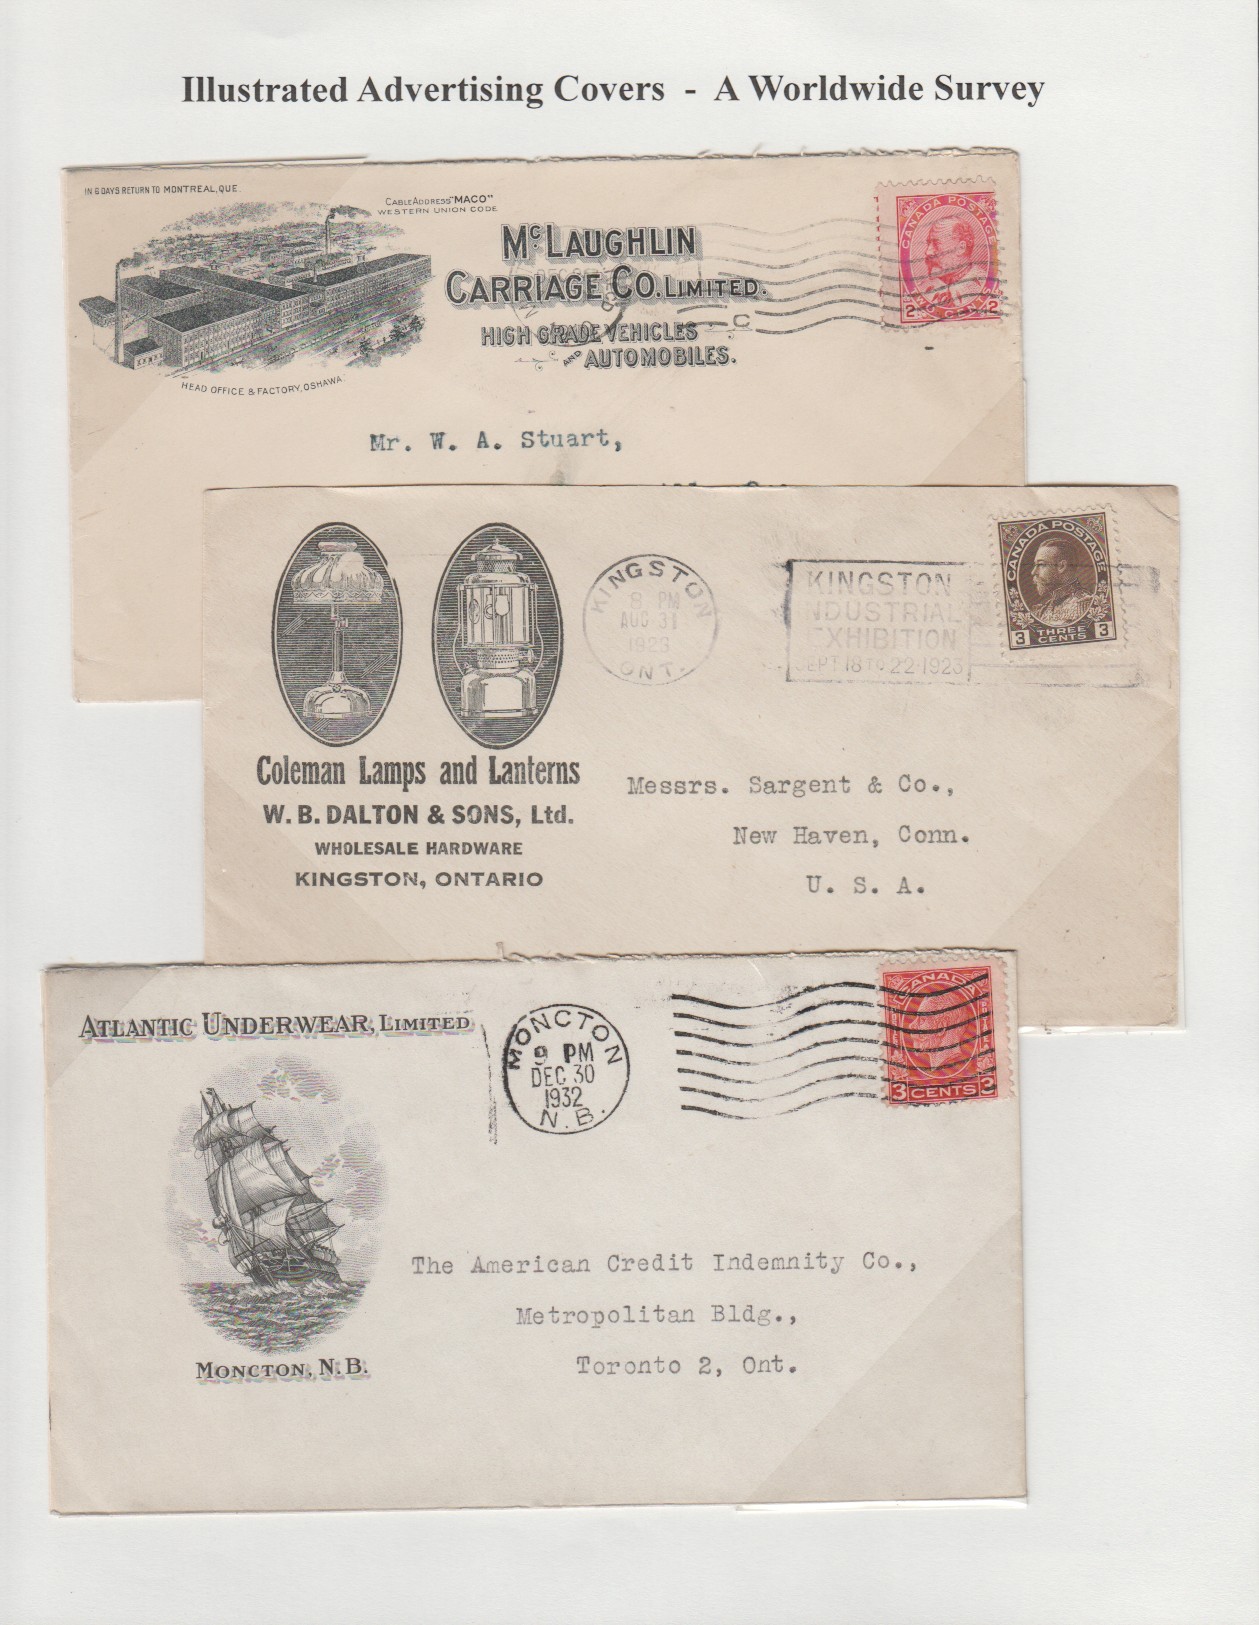 Illustrated Advertising Covers - A Worldwide Survey
IN 6 DAYS RETURN TO MONTREAL, QUE.
CABLE ADDRESS "MACO"
WESTERN UNION CODE
McLAUGHLIN
CARRIAGE CO. LIMITED.
HIGH GRADE VEHICLES
AND AUTOMOBILES.
HEAD OFFICE & FACTORY, OSHAWA.
C
CANADA POSTAGE
2 TWO CENTS 2
Mr. W. A. Stuart,
KINGSTON
8 PM
AUG 31
1923
ONT.
KINGSTON
INDUSTRIAL
EXHIBITION
SEPT 18 TO 22-1923
CANADA POSTAGE
3 THREE CENTS 3
Coleman Lamps and Lanterns
W. B. DALTON & SONS, Ltd.
WHOLESALE HARDWARE
KINGSTON, ONTARIO
Messrs. Sargent & Co.,
New Haven, Conn.
U. S. A.
ATLANTIC UNDERWEAR, LIMITED
MONCTON, N.B.
MONCTON
9 PM
DEC 30
1932
N.B.
CANADA
3 CENTS 3
The American Credit Indemnity Co.,
Metropolitan Bldg.,
Toronto 2, Ont.